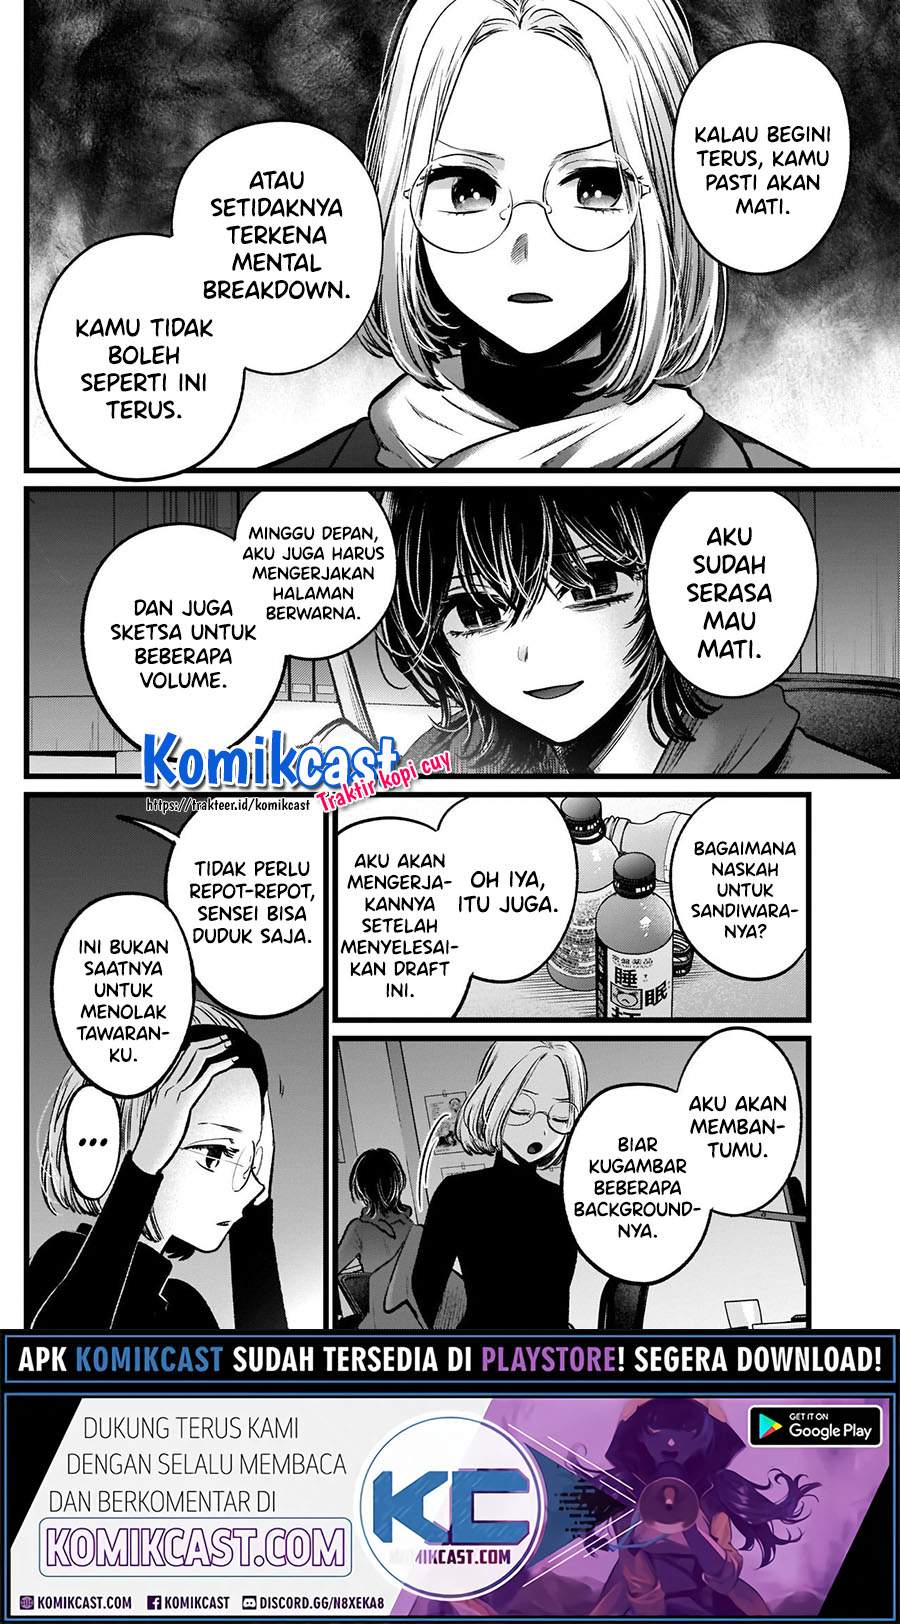 KALAU BEGINI
TERUS, KAMU
PASTI AKAN
MATI.
ATAU
SETIDAKNYA
TERKENA
MENTAL
BREAKDOWN.
KAMU TIDAK
BOLEH
SEPERTI INI
TERUS.
AKU
SUDAH
SERASA
MAU
MATI.
MINGGU DEPAN,
AKU JUGA HARUS
MENGERJAKAN
HALAMAN
BERWARNA.
DAN JUGA
SKETSA UNTUK
BEBERAPA
VOLUME.
Komikcast
https://trakteer.id/komikcast
Traktir kopi cuy
BAGAIMANA
NASKAH
UNTUK
SANDIWARA-
NYA?
OH IYA,
ITU JUGA.
AKU AKAN
MENGERJA-
KANNYA
SETELAH
MENYELESAI-
KAN DRAFT
INI.
睡
眠
打
AKU AKAN
MEMBAN-
TUMU.
BIAR
KUGAMBAR
BEBERAPA
BACKGROUND-
NYA.
TIDAK PERLU
REPOT-REPOT,
SENSEI BISA
DUDUK SAJA.
INI BUKAN
SAATNYA
UNTUK
MENOLAK
TAWARAN-
KU.
...
APK KOMIKCAST SUDAH TERSEDIA DI PLAYSTORE! SEGERA DOWNLOAD!
DUKUNG TERUS KAMI
DENGAN SELALU MEMBACA
DAN BERKOMENTAR DI
KOMIKCAST.COM
KOMIKCAST.COM KOMIKCAST DISCORD.GG/N8XEKA8
KC
KOMIKCAST.COM
GET IT ON
Google Play